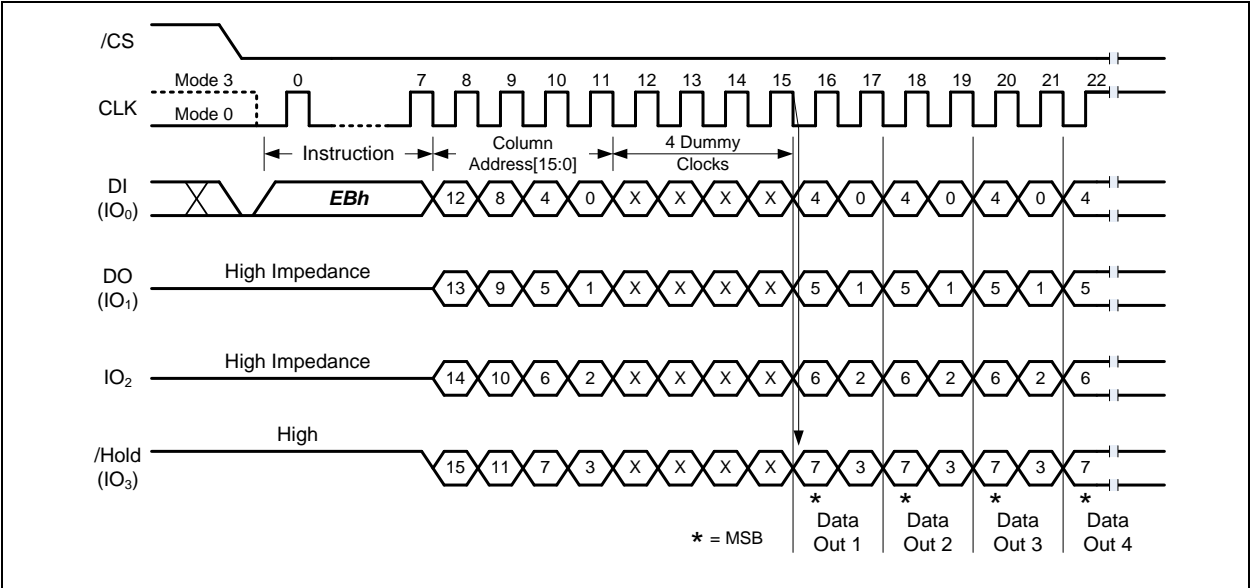 /CS
Mode 3 0 7 8 9 10 11 12 13 14 15 16 17 18 19 20 21 22
CLK
Mode 0
Instruction
Column
Address[15:0]
4 Dummy
Clocks
DI
(IO₀)
EBh 12 8 4 0 X X X X 4 0 4 0 4 0 4
DO
(IO₁)
High Impedance
13 9 5 1 X X X X 5 1 5 1 5 1 5
High Impedance
IO₂
14 10 6 2 X X X X 6 2 6 2 6 2 6
High
/Hold
(IO₃)
15 11 7 3 X X X X 7 3 7 3 7 3 7
* * * *
* = MSB
Data
Out 1
Data
Out 2
Data
Out 3
Data
Out 4